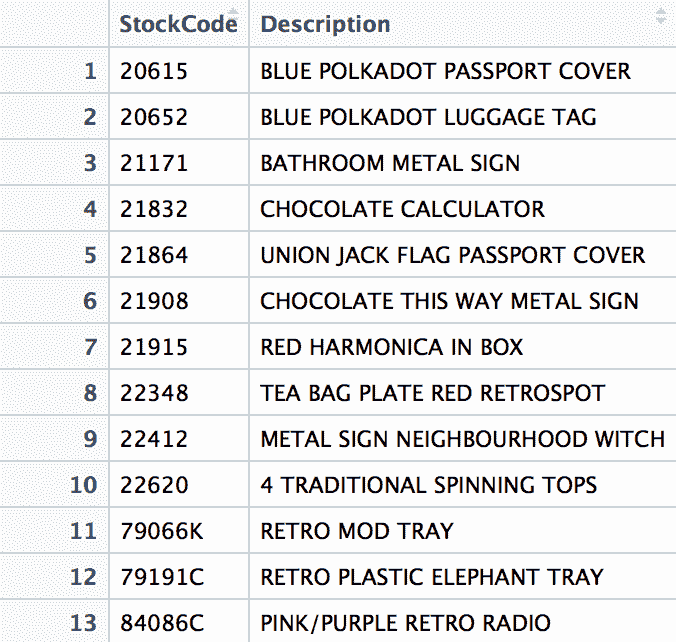 StockCode Description
1 20615 BLUE POLKADOT PASSPORT COVER
2 20652 BLUE POLKADOT LUGGAGE TAG
3 21171 BATHROOM METAL SIGN
4 21832 CHOCOLATE CALCULATOR
5 21864 UNION JACK FLAG PASSPORT COVER
6 21908 CHOCOLATE THIS WAY METAL SIGN
7 21915 RED HARMONICA IN BOX
8 22348 TEA BAG PLATE RED RETROSPOT
9 22412 METAL SIGN NEIGHBOURHOOD WITCH
10 22620 4 TRADITIONAL SPINNING TOPS
11 79066K RETRO MOD TRAY
12 79191C RETRO PLASTIC ELEPHANT TRAY
13 84086C PINK/PURPLE RETRO RADIO